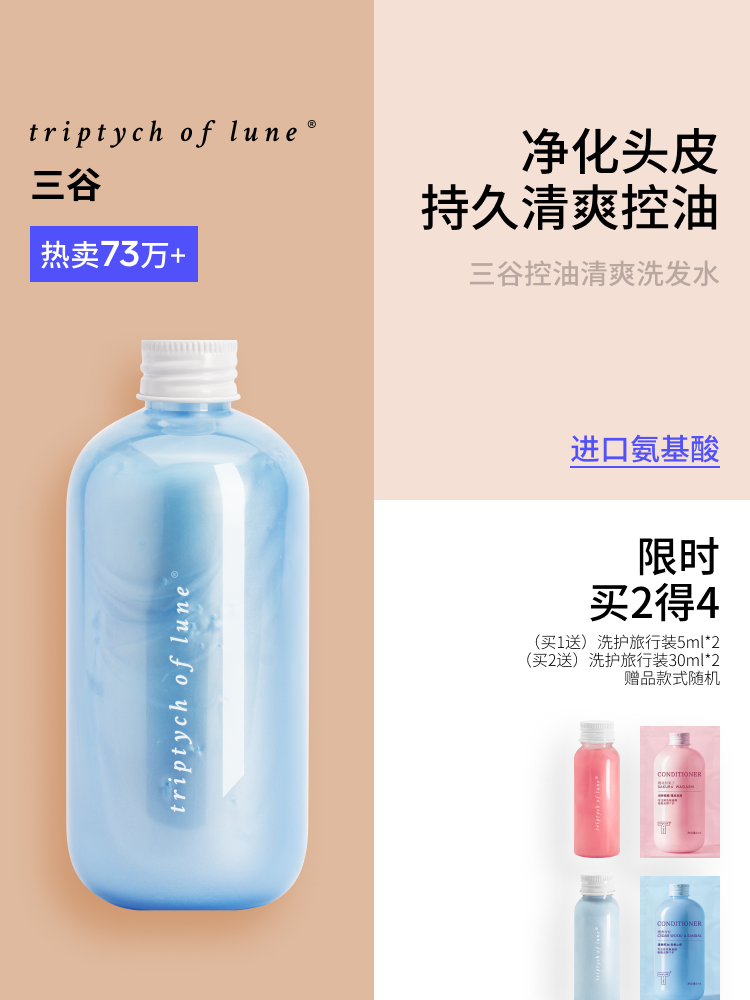 triptych of lune®
三谷
热卖73万+
triptych of lune®
净化头皮
持久清爽控油
三谷控油清爽洗发水
进口氨基酸
限时
买2得4
（买1送）洗护旅行装5ml*2
（买2送）洗护旅行装30ml*2
赠品款式随机
triptych of lune®
CONDITIONER
triptych of lune
CONDITIONER